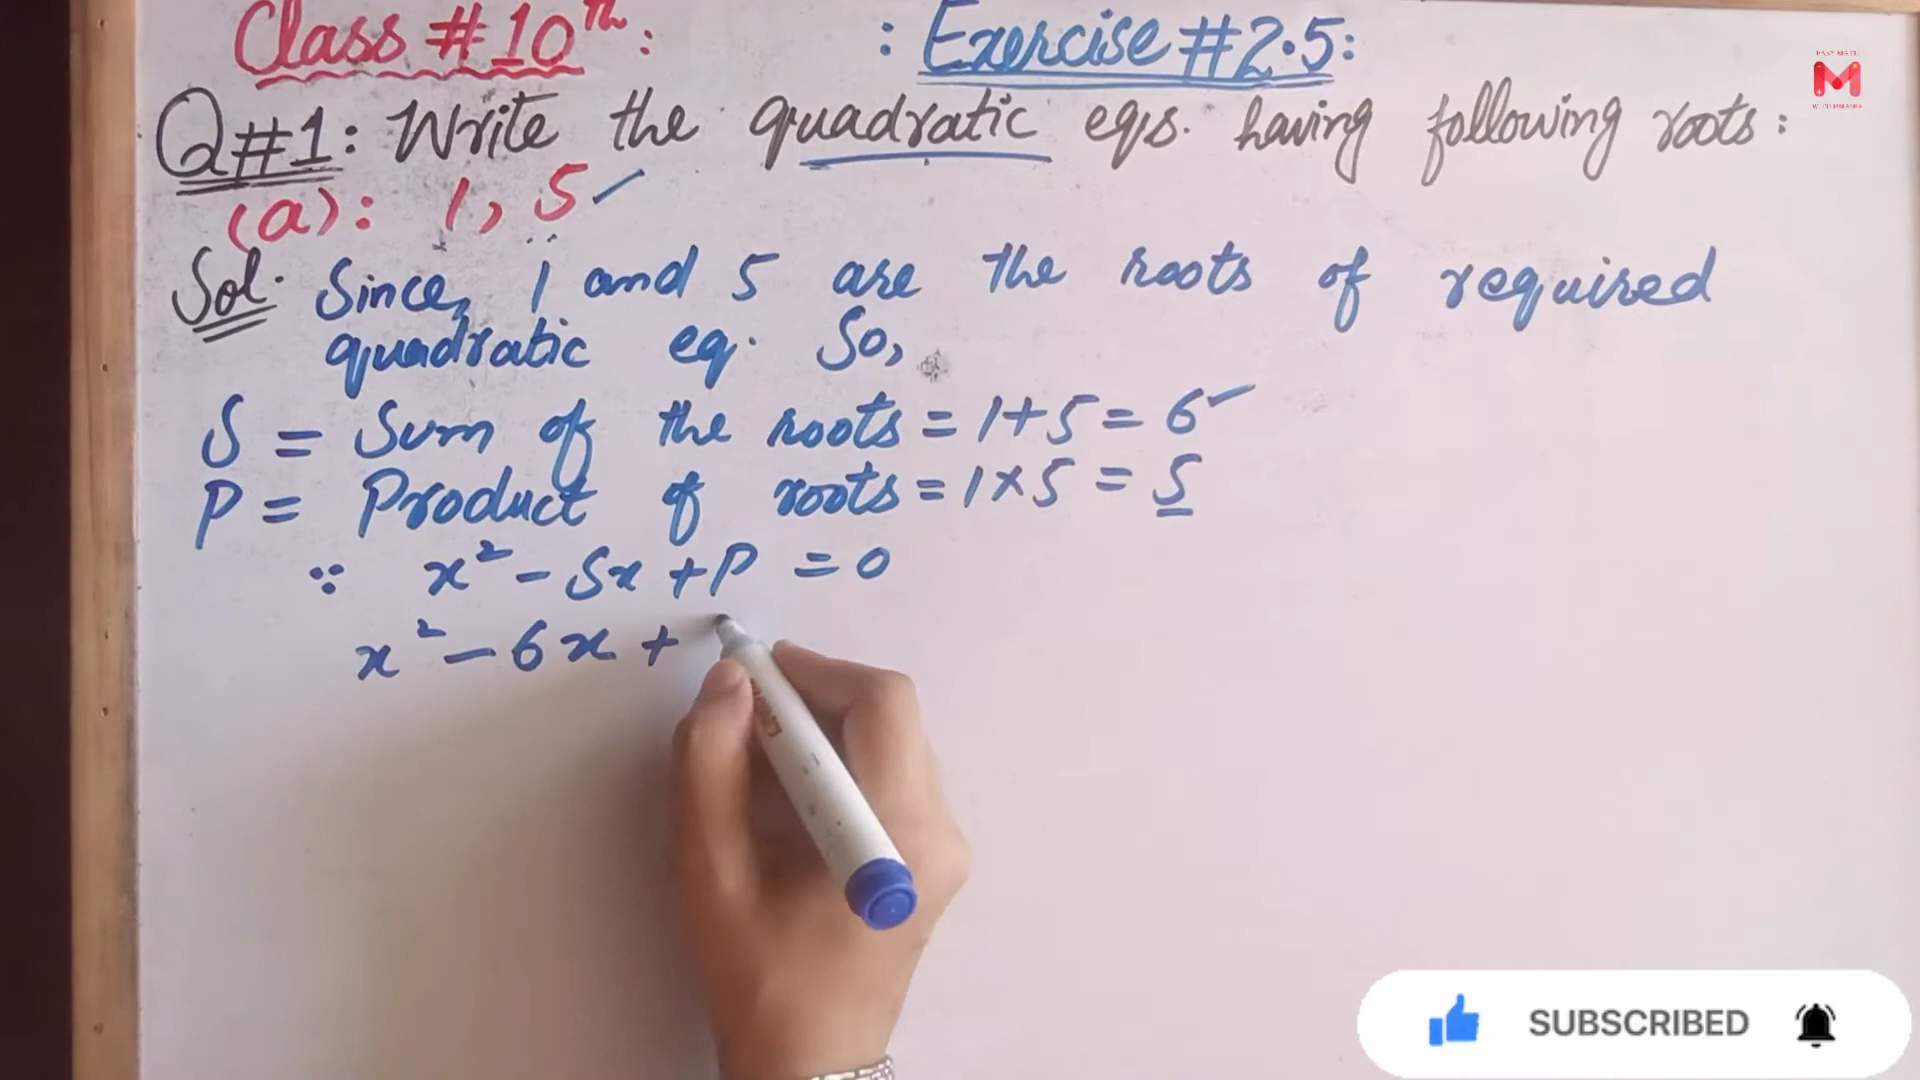 Class #10th: : Exercise #2.5:
Q#1: Write the quadratic eqs. having following roots:
(a): 1, 5 ✓
Sol. Since, 1 and 5 are the roots of required
quadratic eq. So,
S = Sum of the roots = 1+5 = 6 ✓
P = Product of roots = 1×5 = 5
∵ x² - Sx + P = 0
x² - 6x +
M
SUBSCRIBED